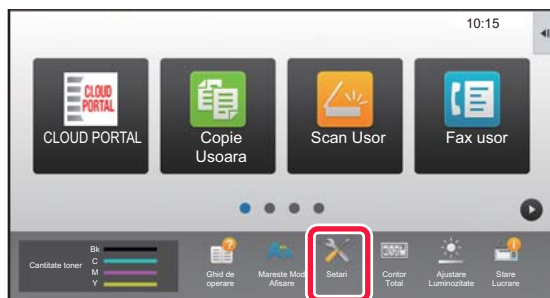 10:15
CLOUD
PORTAL
CLOUD PORTAL
Copie
Usoara
Scan Usor
Fax usor
Cantitate toner
Bk
C
M
Y
Ghid de
operare
Mareste Mod
Afisare
Setari
Contor
Total
Ajustare
Luminozitate
Stare
Lucrare